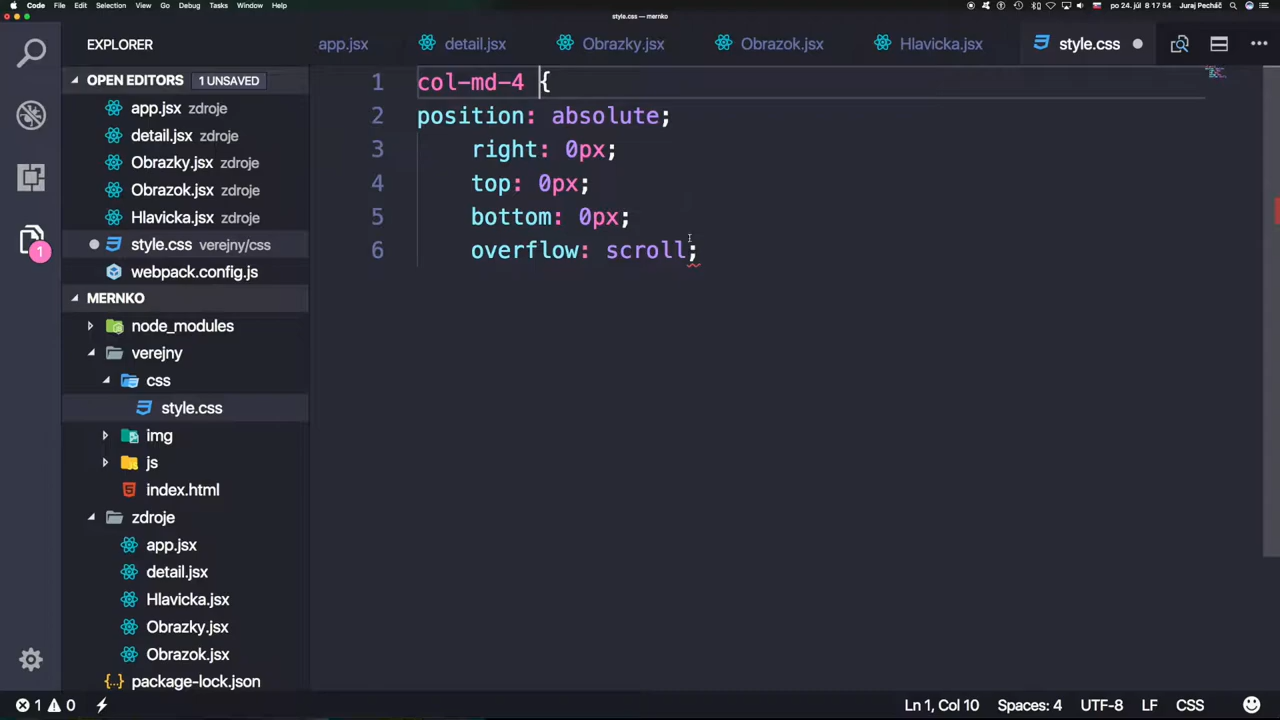 Code File Edit Selection View Go Debug Tasks Window Help
po 24. júl 8 17 54 Juraj Pecháč
style.css — mernko
EXPLORER
app.jsx detail.jsx Obrazky.jsx Obrazok.jsx Hlavicka.jsx style.css
OPEN EDITORS 1 UNSAVED
app.jsx zdroje
detail.jsx zdroje
Obrazky.jsx zdroje
Obrazok.jsx zdroje
Hlavicka.jsx zdroje
style.css verejny/css
webpack.config.js
MERNKO
node_modules
verejny
css
style.css
img
js
index.html
zdroje
app.jsx
detail.jsx
Hlavicka.jsx
Obrazky.jsx
Obrazok.jsx
package-lock.json
1
1 col-md-4 {
2 position: absolute;
3 right: 0px;
4 top: 0px;
5 bottom: 0px;
6 overflow: scroll;
1 0
Ln 1, Col 10 Spaces: 4 UTF-8 LF CSS